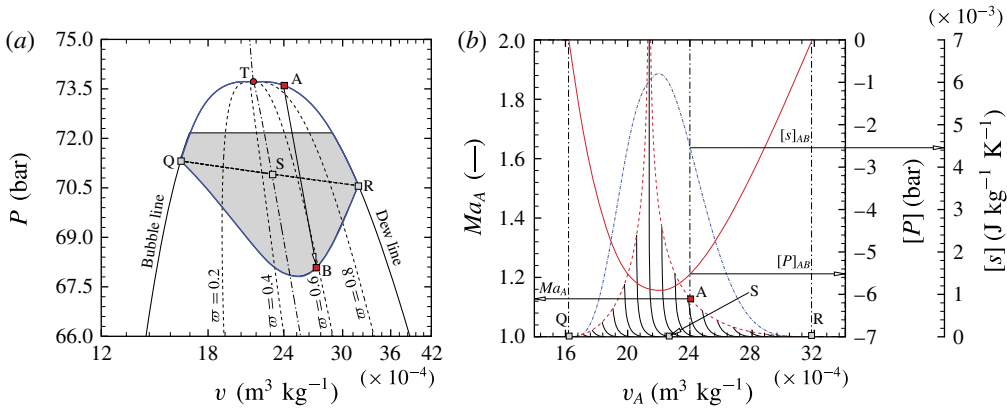 (a)
75.0
73.5
72.0
70.5
69.0
67.5
66.0
P (bar)
T
A
Q
S
R
B
Bubble line
Dew line
ϖ = 0.2
ϖ = 0.4
ϖ = 0.6
ϖ = 0.8
12
18
24
30
36
42
v (m³ kg⁻¹)
(× 10⁻⁴)
(b)
2.0
1.8
1.6
1.4
1.2
1.0
Ma_A (—)
Ma_A
Q
A
S
R
[s]_AB
[P]_AB
16
20
24
28
32
v_A (m³ kg⁻¹)
(× 10⁻⁴)
0
−1
−2
−3
−4
−5
−6
−7
[P] (bar)
(× 10⁻³)
7
6
5
4
3
2
1
0
[s] (J kg⁻¹ K⁻¹)